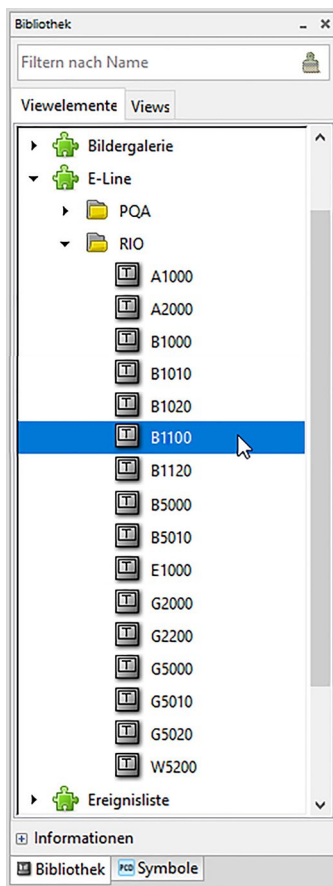 Bibliothek
Filtern nach Name
Viewelemente Views
Bildergalerie
E-Line
PQA
RIO
T A1000
T A2000
T B1000
T B1010
T B1020
T B1100
T B1120
T B5000
T B5010
T E1000
T G2000
T G2200
T G5000
T G5010
T G5020
T W5200
Ereignisliste
Informationen
Bibliothek PCD Symbole